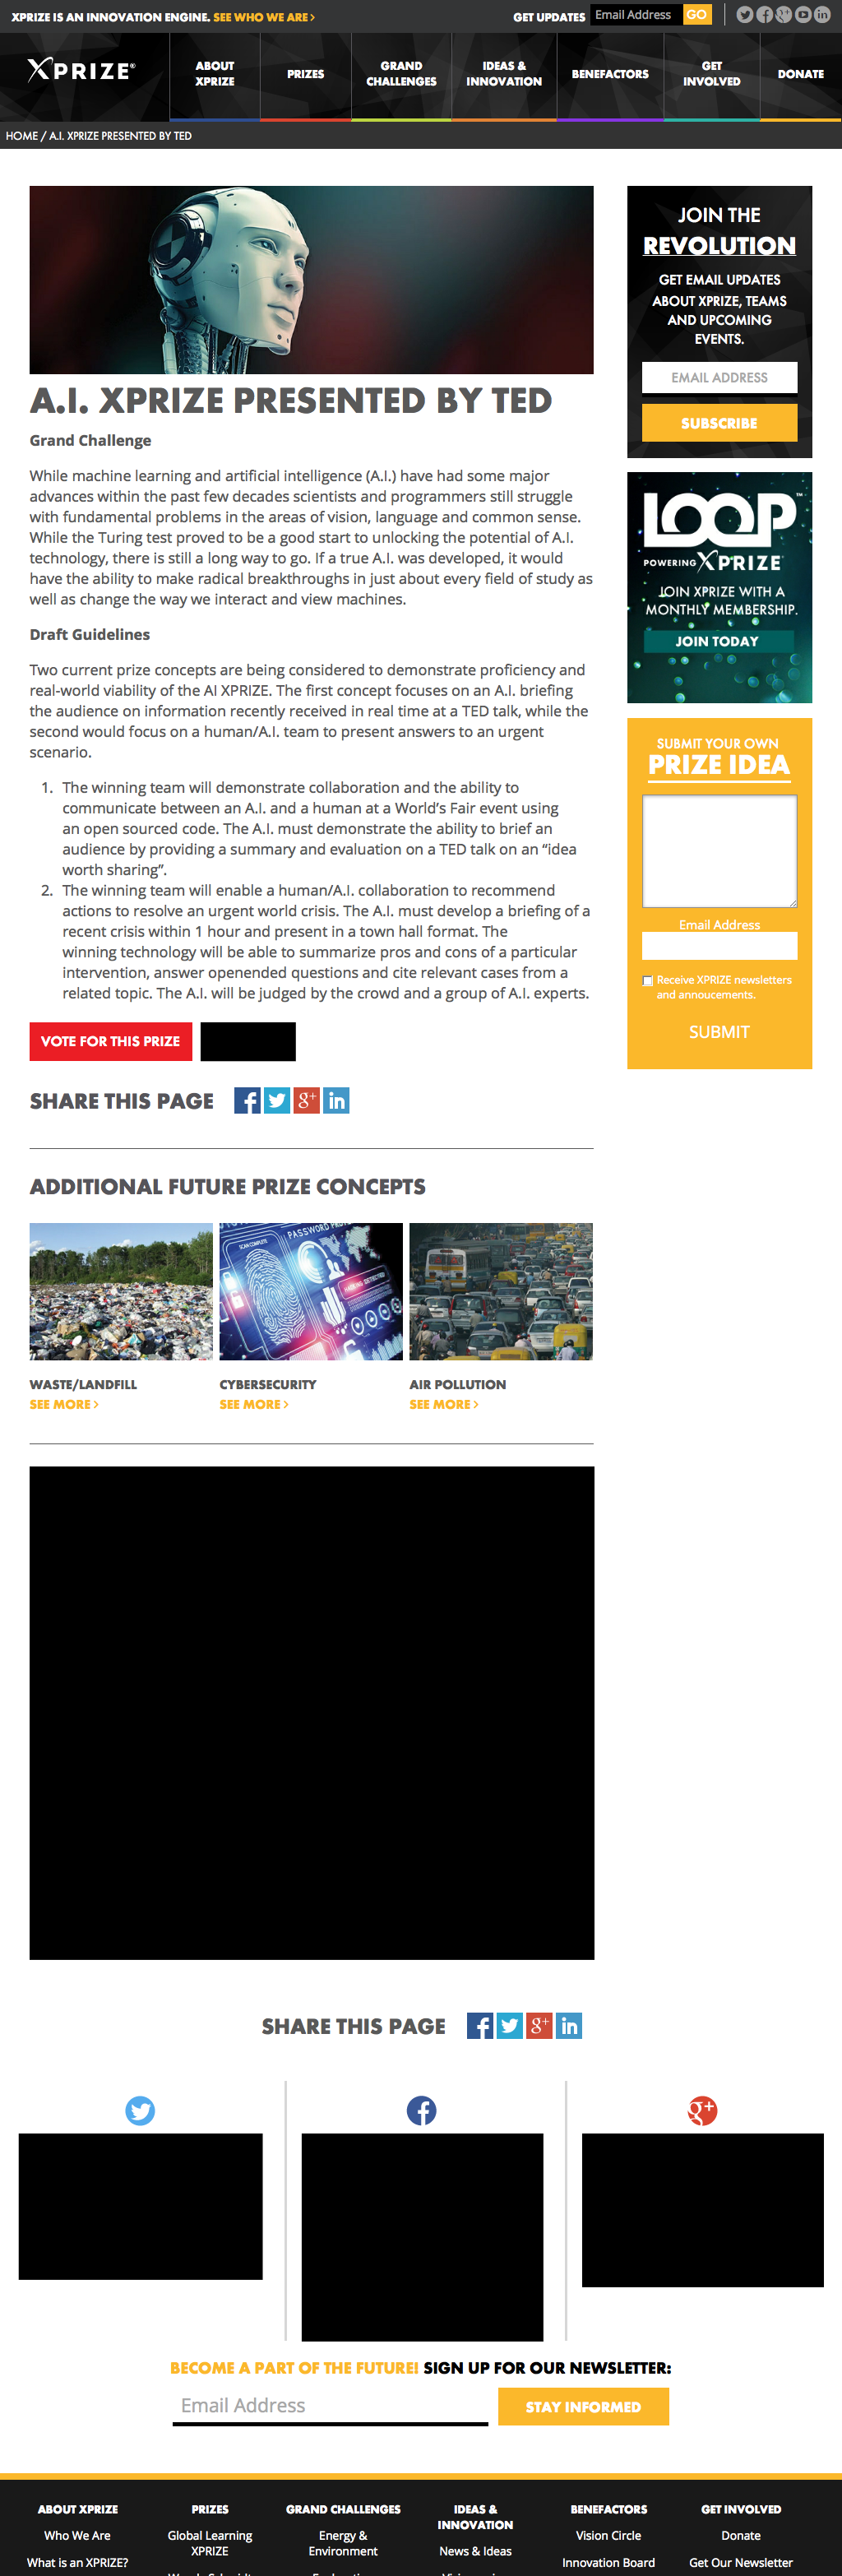 XPRIZE IS AN INNOVATION ENGINE. SEE WHO WE ARE >
GET UPDATES Email Address GO
XPRIZE®
ABOUT
XPRIZE
PRIZES
GRAND
CHALLENGES
IDEAS &
INNOVATION
BENEFACTORS
GET
INVOLVED
DONATE
HOME / A.I. XPRIZE PRESENTED BY TED
A.I. XPRIZE PRESENTED BY TED
Grand Challenge
While machine learning and artificial intelligence (A.I.) have had some major
advances within the past few decades scientists and programmers still struggle
with fundamental problems in the areas of vision, language and common sense.
While the Turing test proved to be a good start to unlocking the potential of A.I.
technology, there is still a long way to go. If a true A.I. was developed, it would
have the ability to make radical breakthroughs in just about every field of study as
well as change the way we interact and view machines.
Draft Guidelines
Two current prize concepts are being considered to demonstrate proficiency and
real-world viability of the AI XPRIZE. The first concept focuses on an A.I. briefing
the audience on information recently received in real time at a TED talk, while the
second would focus on a human/A.I. team to present answers to an urgent
scenario.
1. The winning team will demonstrate collaboration and the ability to
communicate between an A.I. and a human at a World’s Fair event using
an open sourced code. The A.I. must demonstrate the ability to brief an
audience by providing a summary and evaluation on a TED talk on an “idea
worth sharing”.
2. The winning team will enable a human/A.I. collaboration to recommend
actions to resolve an urgent world crisis. The A.I. must develop a briefing of a
recent crisis within 1 hour and present in a town hall format. The
winning technology will be able to summarize pros and cons of a particular
intervention, answer openended questions and cite relevant cases from a
related topic. The A.I. will be judged by the crowd and a group of A.I. experts.
VOTE FOR THIS PRIZE
SHARE THIS PAGE
ADDITIONAL FUTURE PRIZE CONCEPTS
SCAN COMPLETE
WASTE/LANDFILL
SEE MORE >
CYBERSECURITY
SEE MORE >
AIR POLLUTION
SEE MORE >
JOIN THE
REVOLUTION
GET EMAIL UPDATES
ABOUT XPRIZE, TEAMS
AND UPCOMING
EVENTS.
EMAIL ADDRESS
SUBSCRIBE
LOOP™
POWERING XPRIZE
JOIN XPRIZE WITH A
MONTHLY MEMBERSHIP.
JOIN TODAY
SUBMIT YOUR OWN
PRIZE IDEA
Email Address
Receive XPRIZE newsletters
and annoucements.
SUBMIT
SHARE THIS PAGE
BECOME A PART OF THE FUTURE! SIGN UP FOR OUR NEWSLETTER:
Email Address
STAY INFORMED
ABOUT XPRIZE
Who We Are
What is an XPRIZE?
PRIZES
Global Learning
XPRIZE
GRAND CHALLENGES
Energy &
Environment
IDEAS &
INNOVATION
News & Ideas
BENEFACTORS
Vision Circle
Innovation Board
GET INVOLVED
Donate
Get Our Newsletter